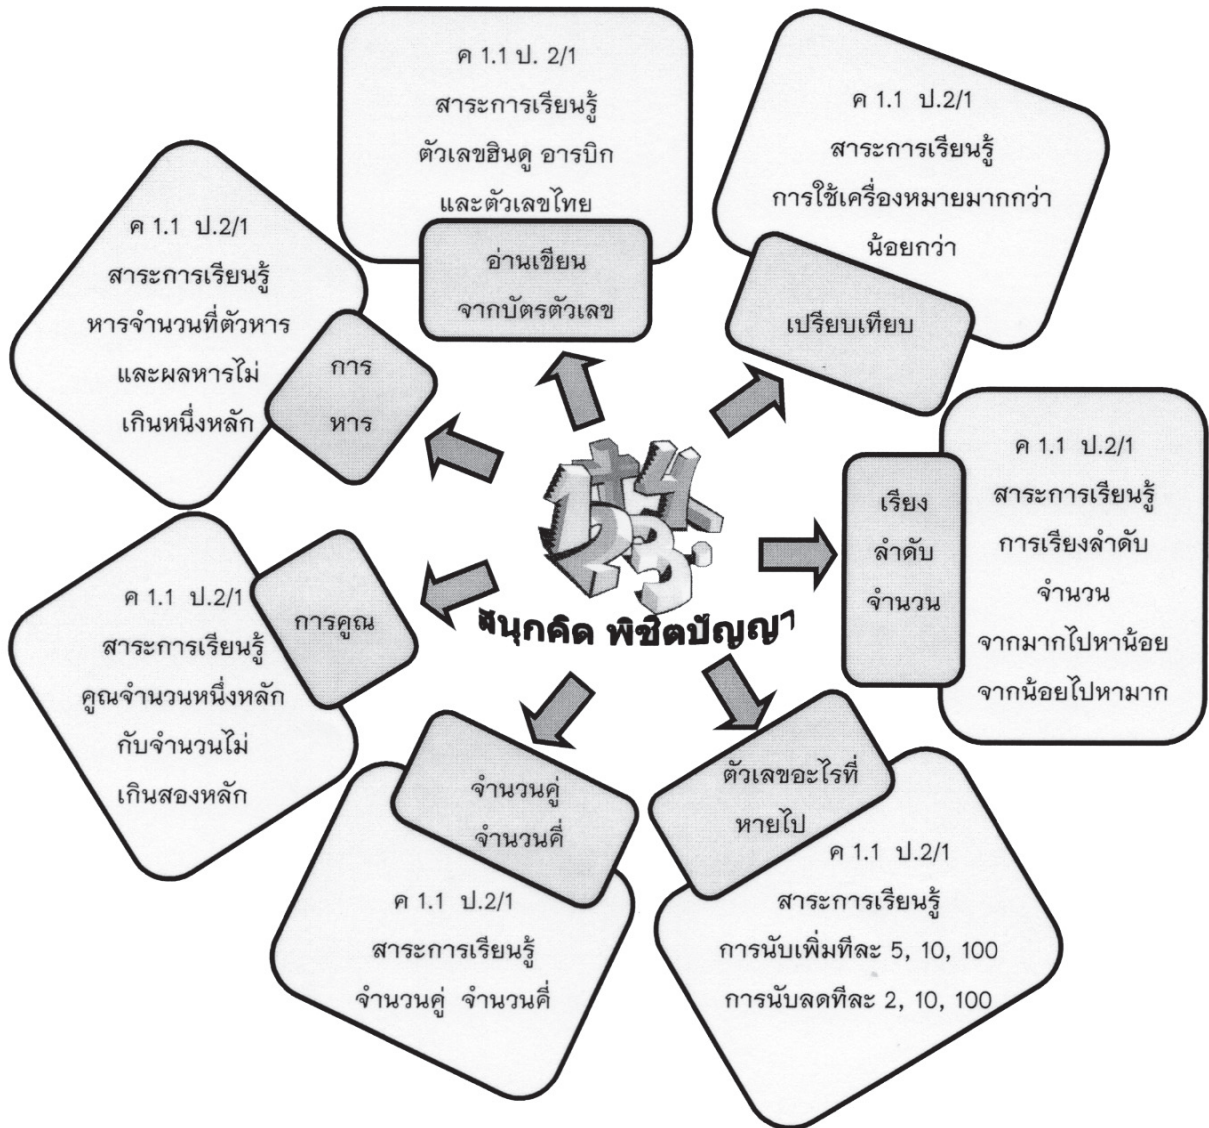 ค 1.1 ป. 2/1
สาระการเรียนรู้
ตัวเลขฮินดู อารบิก
และตัวเลขไทย
อ่านเขียน
จากบัตรตัวเลข
ค 1.1 ป.2/1
สาระการเรียนรู้
การใช้เครื่องหมายมากกว่า
น้อยกว่า
เปรียบเทียบ
ค 1.1 ป.2/1
สาระการเรียนรู้
การเรียงลำดับ
จำนวน
จากมากไปหาน้อย
จากน้อยไปหามาก
เรียง
ลำดับ
จำนวน
ตัวเลขอะไรที่
หายไป
ค 1.1 ป.2/1
สาระการเรียนรู้
การนับเพิ่มทีละ 5, 10, 100
การนับลดทีละ 2, 10, 100
จำนวนคู่
จำนวนคี่
ค 1.1 ป.2/1
สาระการเรียนรู้
จำนวนคู่ จำนวนคี่
การคูณ
ค 1.1 ป.2/1
สาระการเรียนรู้
คูณจำนวนหนึ่งหลัก
กับจำนวนไม่
เกินสองหลัก
ค 1.1 ป.2/1
สาระการเรียนรู้
หารจำนวนที่ตัวหาร
และผลหารไม่
เกินหนึ่งหลัก
การ
หาร
1 + 4
2 3
สนุกคิด พิชิตปัญญา